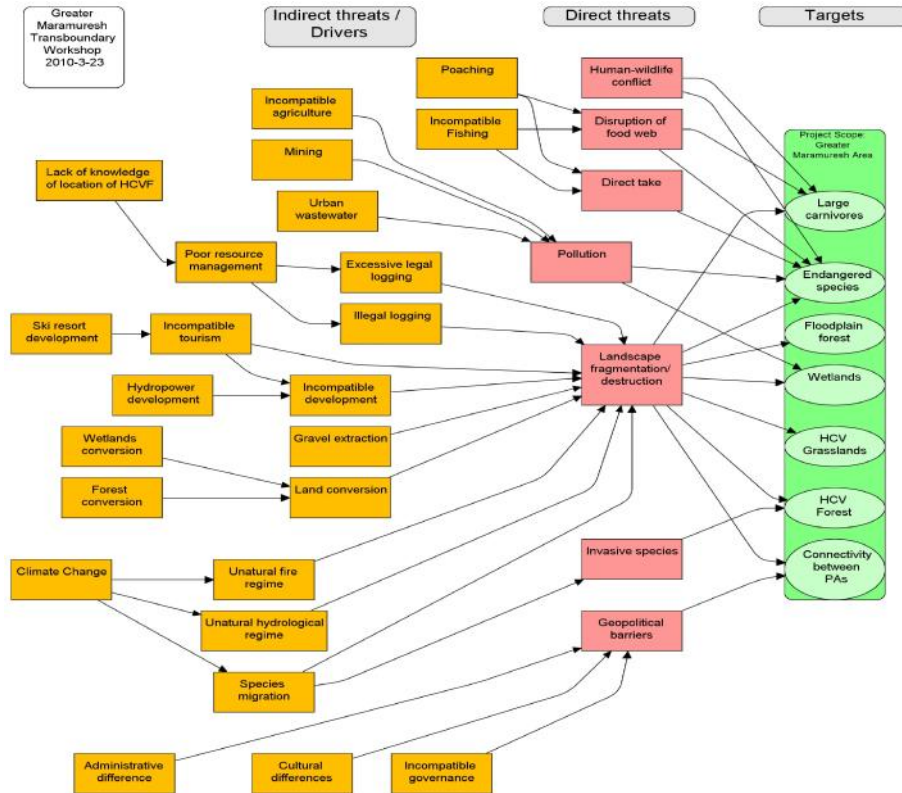 Greater
Maramuresh
Transboundary
Workshop
2010-3-23
Indirect threats /
Drivers
Direct threats
Targets
Poaching
Human-wildlife
conflict
Incompatible
agriculture
Incompatible
Fishing
Disruption of
food web
Project Scope:
Greater
Maramuresh Area
Mining
Lack of knowledge
of location of HCVF
Direct take
Large
carnivores
Urban
wastewater
Poor resource
management
Excessive legal
logging
Pollution
Endangered
species
Illegal logging
Ski resort
development
Incompatible
tourism
Landscape
fragmentation/
destruction
Floodplain
forest
Hydropower
development
Incompatible
development
Wetlands
Wetlands
conversion
Gravel extraction
HCV
Grasslands
Forest
conversion
Land conversion
HCV
Forest
Climate Change
Unatural fire
regime
Invasive species
Connectivity
between
PAs
Unatural hydrological
regime
Geopolitical
barriers
Species
migration
Administrative
difference
Cultural
differences
Incompatible
governance